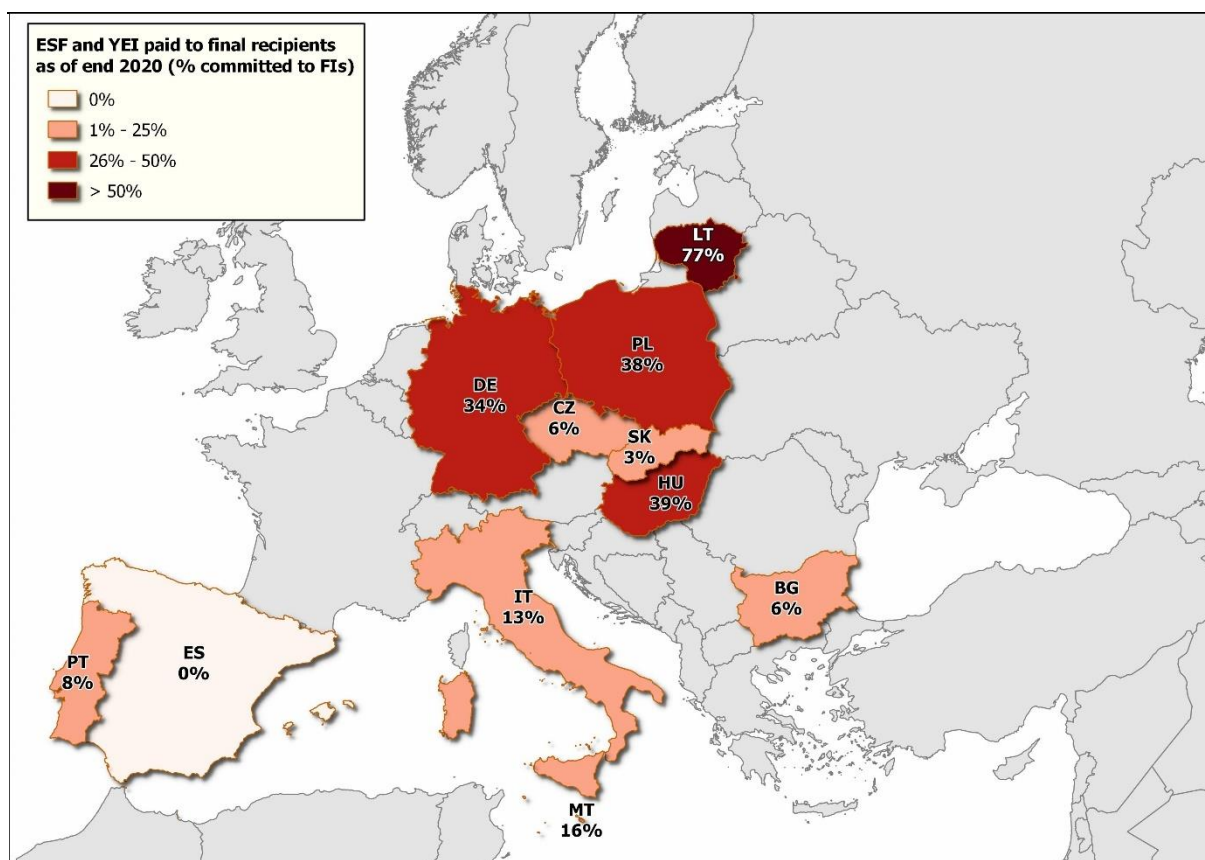 ESF and YEI paid to final recipients
as of end 2020 (% committed to FIs)
0%
1% - 25%
26% - 50%
> 50%
LT
77%
PL
38%
DE
34%
CZ
6%
SK
3%
HU
39%
IT
13%
BG
6%
ES
0%
PT
8%
MT
16%